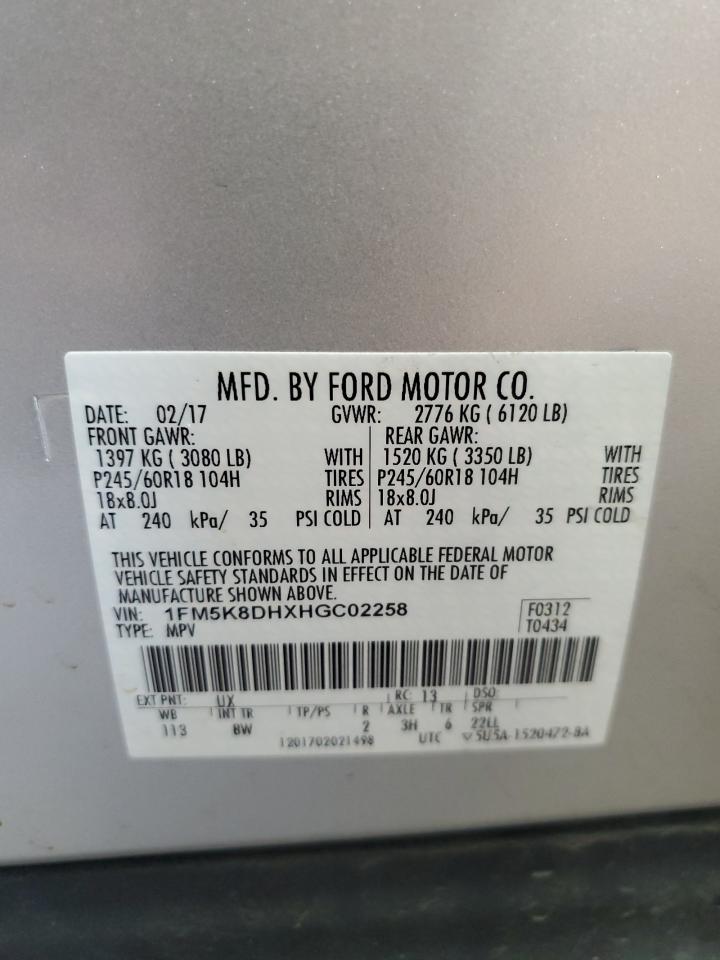 MFD. BY FORD MOTOR CO.
DATE: 02/17 GVWR: 2776 KG ( 6120 LB)
FRONT GAWR: REAR GAWR:
1397 KG ( 3080 LB) WITH 1520 KG ( 3350 LB) WITH
P245/60R18 104H TIRES P245/60R18 104H TIRES
18x8.0J RIMS 18x8.0J RIMS
AT 240 kPa/ 35 PSI COLD AT 240 kPa/ 35 PSI COLD
THIS VEHICLE CONFORMS TO ALL APPLICABLE FEDERAL MOTOR
VEHICLE SAFETY STANDARDS IN EFFECT ON THE DATE OF
MANUFACTURE SHOWN ABOVE.
VIN: 1FM5K8DHXHGC02258 F0312
TYPE: MPV T0434
EXT PNT: UX RC: 13 DSO:
WB INT TR TP/PS R AXLE TR SPR
113 BW 2 3H 6 22LL
1201702021498 UTC 5U5A-1520472-BA